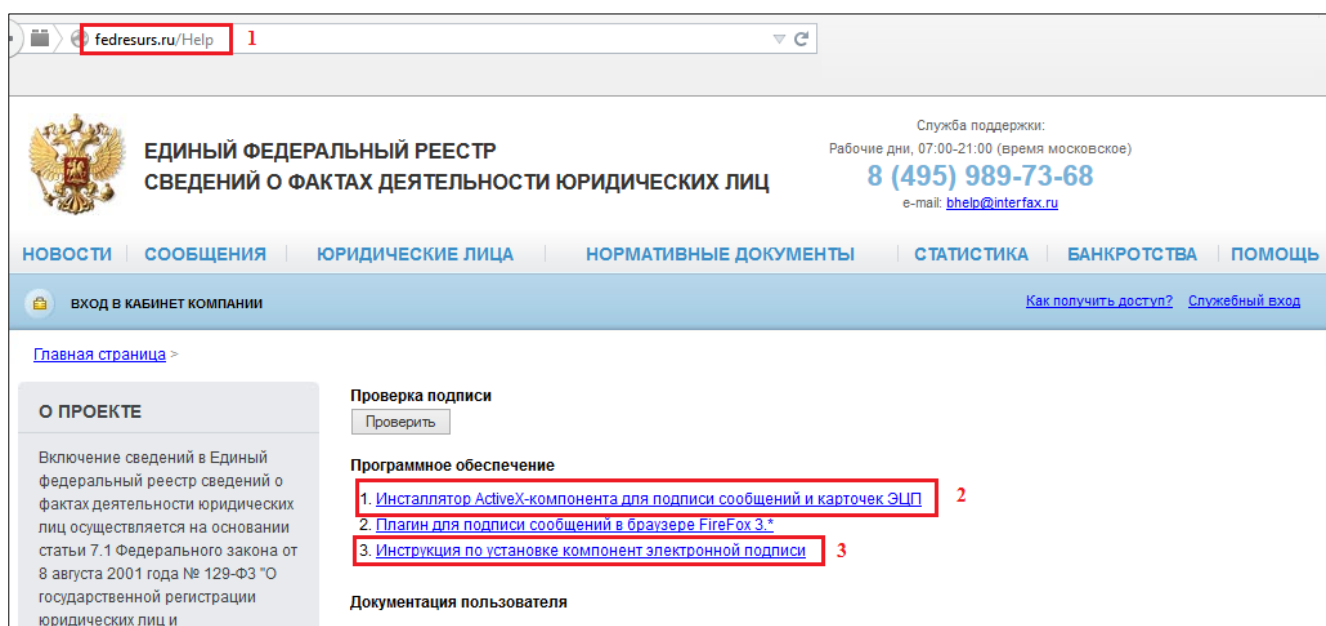 fedresurs.ru/Help
1
Служба поддержки:
Рабочие дни, 07:00-21:00 (время московское)
8 (495) 989-73-68
e-mail: bhelp@interfax.ru
ЕДИНЫЙ ФЕДЕРАЛЬНЫЙ РЕЕСТР
СВЕДЕНИЙ О ФАКТАХ ДЕЯТЕЛЬНОСТИ ЮРИДИЧЕСКИХ ЛИЦ
НОВОСТИ СООБЩЕНИЯ ЮРИДИЧЕСКИЕ ЛИЦА НОРМАТИВНЫЕ ДОКУМЕНТЫ СТАТИСТИКА БАНКРОТСТВА ПОМОЩЬ
ВХОД В КАБИНЕТ КОМПАНИИ
Как получить доступ? Служебный вход
Главная страница >
О ПРОЕКТЕ
Включение сведений в Единый
федеральный реестр сведений о
фактах деятельности юридических
лиц осуществляется на основании
статьи 7.1 Федерального закона от
8 августа 2001 года № 129-ФЗ "О
государственной регистрации
юридических лиц и
Проверка подписи
Проверить
Программное обеспечение
1. Инсталлятор ActiveX-компонента для подписи сообщений и карточек ЭЦП
2
2. Плагин для подписи сообщений в браузере FireFox 3.*
3. Инструкция по установке компонент электронной подписи
3
Документация пользователя